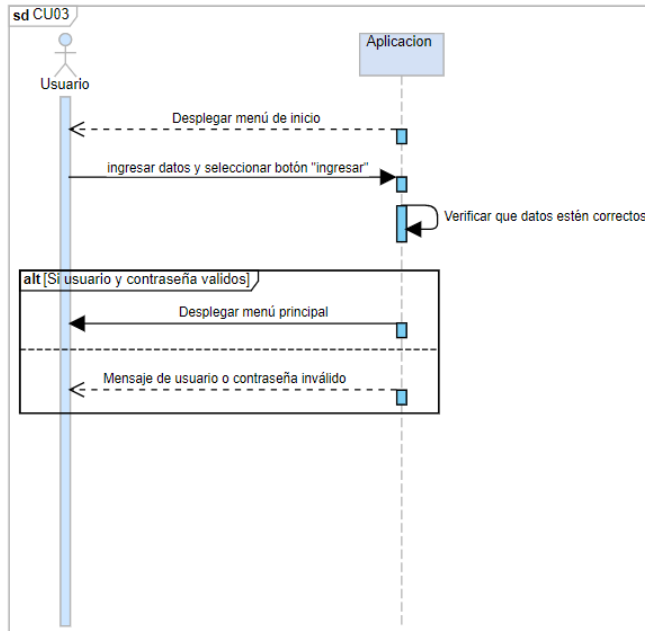 sd CU03
Aplicacion
Usuario
Desplegar menú de inicio
ingresar datos y seleccionar botón "ingresar"
Verificar que datos estén correctos
alt [Si usuario y contraseña validos]
Desplegar menú principal
Mensaje de usuario o contraseña inválido